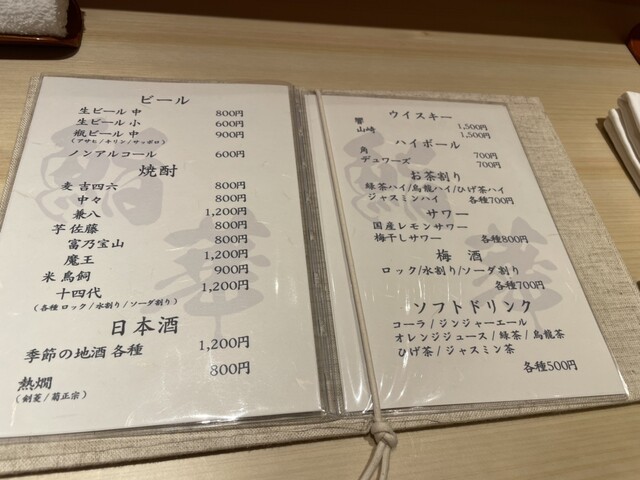 ビール
生ビール 中 800円
生ビール 小 600円
瓶ビール 中 900円
(アサヒ/キリン/サッポロ)
ノンアルコール 600円
焼酎
麦 吉四六 800円
中々 800円
兼八 1,200円
芋 佐藤 800円
富乃宝山 800円
魔王 1,200円
米 鳥飼 900円
十四代 1,200円
(各種 ロック/水割り/ソーダ割り)
日本酒
季節の地酒 各種 1,200円
熱燗 800円
(剣菱/菊正宗)
ウイスキー
響 1,500円
山崎 1,500円
ハイボール
角 700円
デュワーズ 700円
お茶割り
緑茶ハイ/烏龍ハイ/ひげ茶ハイ
ジャスミンハイ 各種700円
サワー
国産レモンサワー
梅干しサワー 各種800円
梅酒
ロック/水割り/ソーダ割り
各種700円
ソフトドリンク
コーラ/ジンジャーエール
オレンジジュース/緑茶/烏龍茶
ひげ茶/ジャスミン茶
各種500円